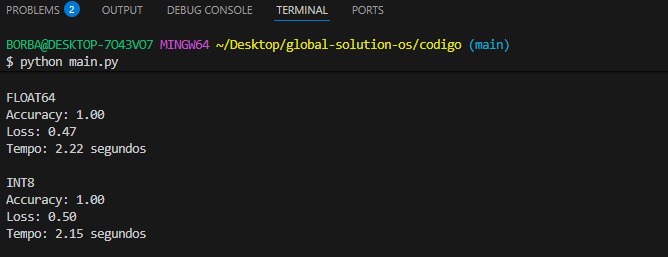 PROBLEMS 2 OUTPUT DEBUG CONSOLE TERMINAL PORTS
BORBA@DESKTOP-7O43VO7 MINGW64 ~/Desktop/global-solution-os/codigo (main)
$ python main.py
FLOAT64
Accuracy: 1.00
Loss: 0.47
Tempo: 2.22 segundos
INT8
Accuracy: 1.00
Loss: 0.50
Tempo: 2.15 segundos